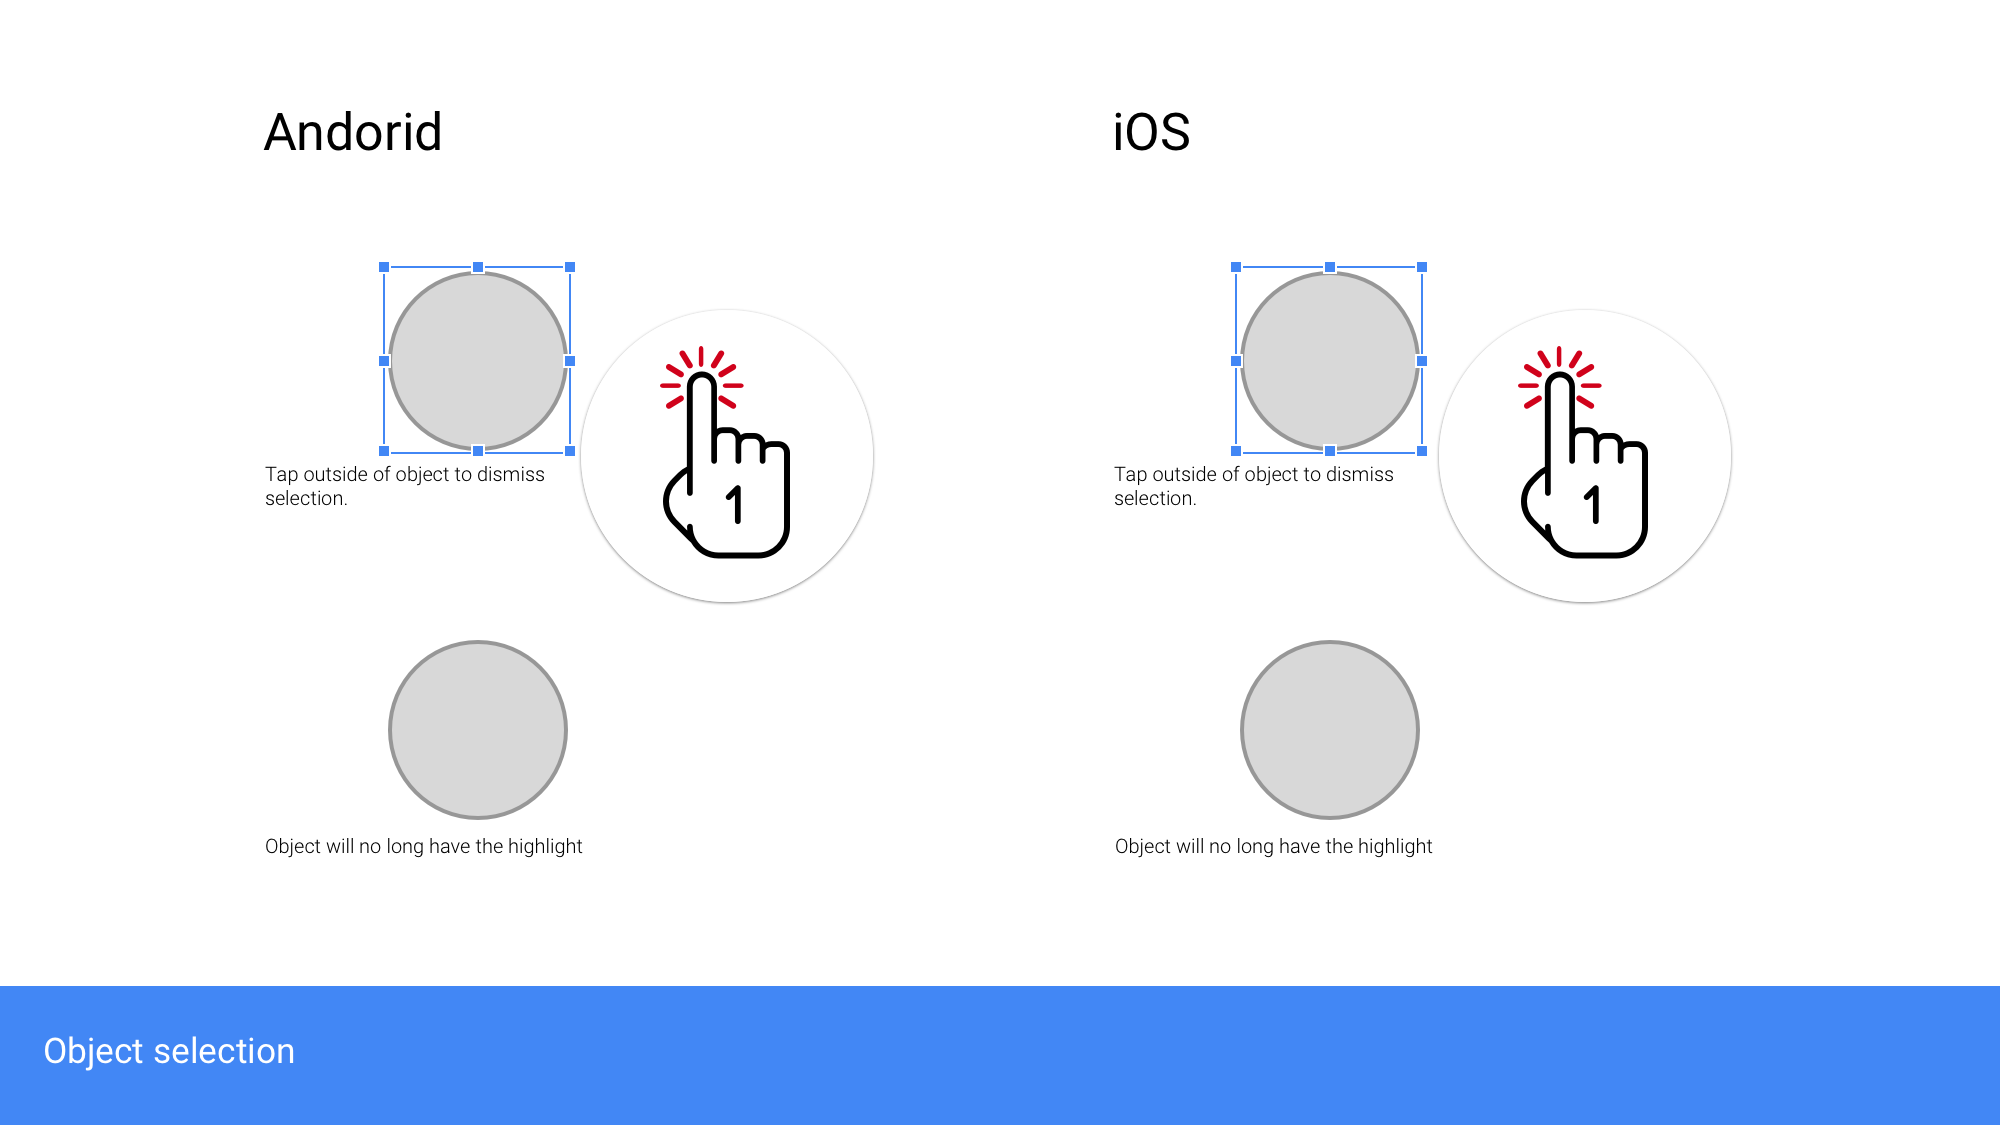 Andorid
Tap outside of object to dismiss
selection.
1
Object will no long have the highlight
iOS
Tap outside of object to dismiss
selection.
1
Object will no long have the highlight
Object selection